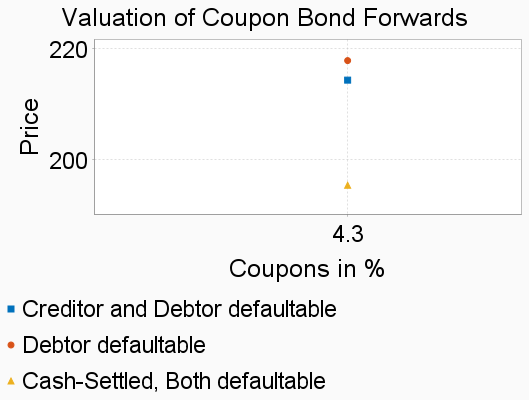 Valuation of Coupon Bond Forwards
220
200
Price
4.3
Coupons in %
Creditor and Debtor defaultable
Debtor defaultable
Cash-Settled, Both defaultable